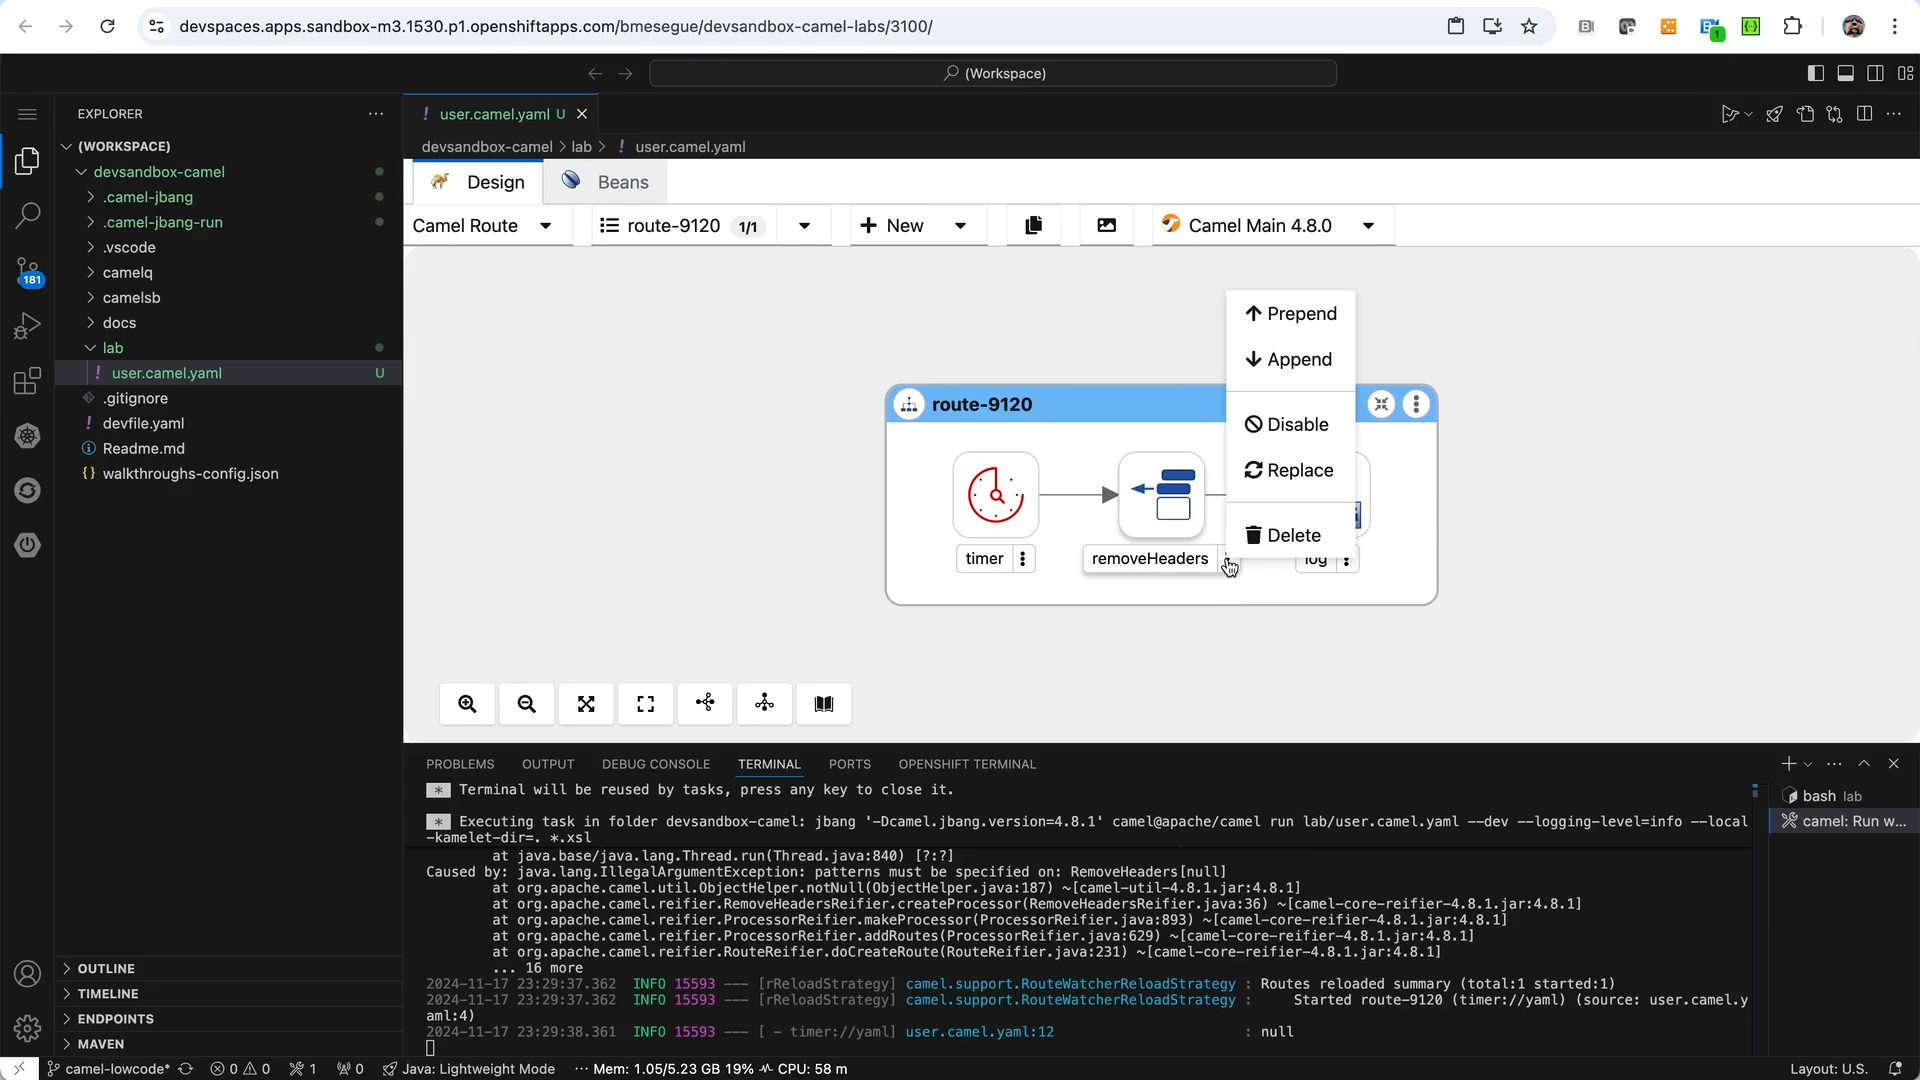 devspaces.apps.sandbox-m3.1530.p1.openshiftapps.com/bmesegue/devsandbox-camel-labs/3100/
1
(Workspace)
EXPLORER
(WORKSPACE)
devsandbox-camel
.camel-jbang
.camel-jbang-run
.vscode
camelq
camelsb
docs
lab
! user.camel.yaml U
.gitignore
! devfile.yaml
Readme.md
{} walkthroughs-config.json
181
OUTLINE
TIMELINE
ENDPOINTS
MAVEN
! user.camel.yaml U
devsandbox-camel > lab > ! user.camel.yaml
Design
Beans
Camel Route
route-9120 1/1
New
Camel Main 4.8.0
Prepend
Append
Disable
Replace
Delete
route-9120
timer
removeHeaders
log
PROBLEMS OUTPUT DEBUG CONSOLE TERMINAL PORTS OPENSHIFT TERMINAL
* Terminal will be reused by tasks, press any key to close it.
* Executing task in folder devsandbox-camel: jbang '-Dcamel.jbang.version=4.8.1' camel@apache/camel run lab/user.camel.yaml --dev --logging-level=info --local
-kamelet-dir=. *.xsl
at java.base/java.lang.Thread.run(Thread.java:840) [?:?]
Caused by: java.lang.IllegalArgumentException: patterns must be specified on: RemoveHeaders[null]
at org.apache.camel.util.ObjectHelper.notNull(ObjectHelper.java:187) ~[camel-util-4.8.1.jar:4.8.1]
at org.apache.camel.reifier.RemoveHeadersReifier.createProcessor(RemoveHeadersReifier.java:36) ~[camel-core-reifier-4.8.1.jar:4.8.1]
at org.apache.camel.reifier.ProcessorReifier.makeProcessor(ProcessorReifier.java:893) ~[camel-core-reifier-4.8.1.jar:4.8.1]
at org.apache.camel.reifier.ProcessorReifier.addRoutes(ProcessorReifier.java:629) ~[camel-core-reifier-4.8.1.jar:4.8.1]
at org.apache.camel.reifier.RouteReifier.doCreateRoute(RouteReifier.java:231) ~[camel-core-reifier-4.8.1.jar:4.8.1]
... 16 more
2024-11-17 23:29:37.362 INFO 15593 --- [rReloadStrategy] camel.support.RouteWatcherReloadStrategy : Routes reloaded summary (total:1 started:1)
2024-11-17 23:29:37.362 INFO 15593 --- [rReloadStrategy] camel.support.RouteWatcherReloadStrategy : Started route-9120 (timer://yaml) (source: user.camel.y
aml:4)
2024-11-17 23:29:38.361 INFO 15593 --- [ - timer://yaml] user.camel.yaml:12 : null
bash lab
camel: Run w...
camel-lowcode* 0 0 1 0 Java: Lightweight Mode ··· Mem: 1.05/5.23 GB 19% CPU: 58 m
Layout: U.S.